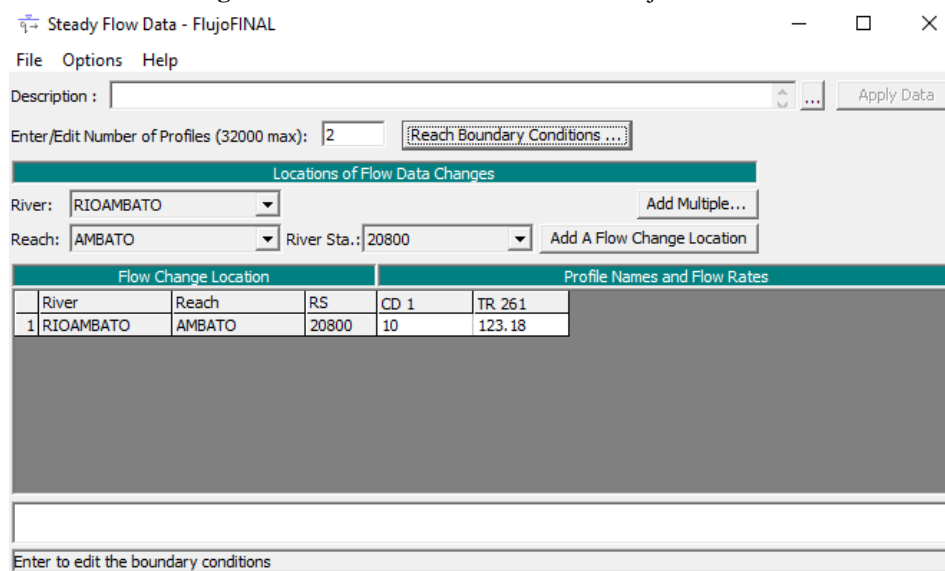 Steady Flow Data - FlujoFINAL
File Options Help
Description : ... Apply Data
Enter/Edit Number of Profiles (32000 max): 2 Reach Boundary Conditions ...
Locations of Flow Data Changes
River: RIOAMBATO Add Multiple...
Reach: AMBATO River Sta.: 20800 Add A Flow Change Location
Flow Change Location Profile Names and Flow Rates
River Reach RS CD 1 TR 261
1 RIOAMBATO AMBATO 20800 10 123.18
Enter to edit the boundary conditions